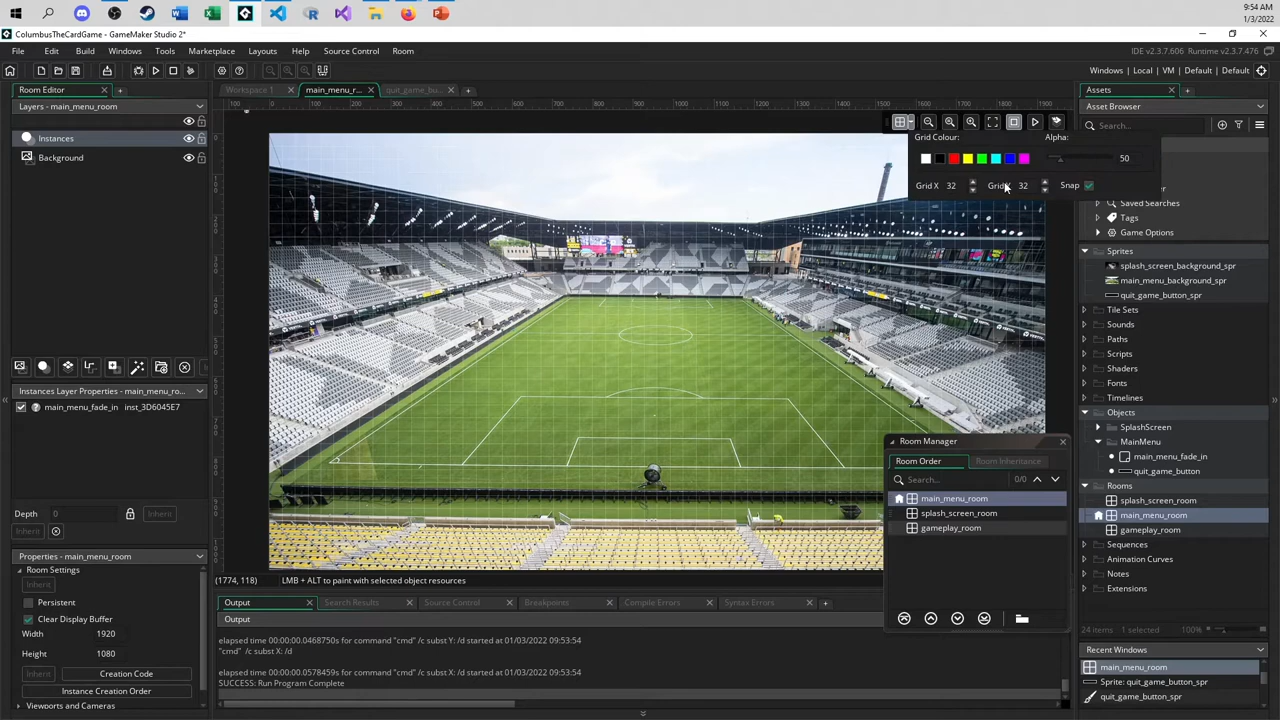 9:54 AM
1/3/2022
ColumbusTheCardGame - GameMaker Studio 2*
File Edit Build Windows Tools Marketplace Layouts Help Source Control Room
IDE v2.3.7.606 Runtime v2.3.7.476
Windows | Local | VM | Default | Default
Room Editor
Workspace 1
main_menu_r...
quit_game_bu...
Assets
Layers - main_menu_room
Asset Browser
Instances
Background
Grid Colour:
Alpha:
50
Grid X 32
Grid 32
Snap
Search...
Saved Searches
Tags
Game Options
Sprites
splash_screen_background_spr
main_menu_background_spr
quit_game_button_spr
Tile Sets
Sounds
Paths
Scripts
Shaders
Fonts
Timelines
Objects
SplashScreen
MainMenu
main_menu_fade_in
quit_game_button
Rooms
splash_screen_room
main_menu_room
gameplay_room
Sequences
Animation Curves
Notes
Extensions
24 items 1 selected 100%
Recent Windows
main_menu_room
Sprite: quit_game_button_spr
quit_game_button_spr
Instances Layer Properties - main_menu_ro...
main_menu_fade_in inst_3D6045E7
Depth 0 Inherit
Inherit
Properties - main_menu_room
Room Settings
Inherit
Persistent
Clear Display Buffer
Width 1920
Height 1080
Inherit Creation Code
Instance Creation Order
Viewports and Cameras
Room Manager
Room Order Room Inheritance
Search... 0/0
main_menu_room
splash_screen_room
gameplay_room
(1774, 118) LMB + ALT to paint with selected object resources
Output Search Results Source Control Breakpoints Compile Errors Syntax Errors
Output
elapsed time 00:00:00.0468750s for command "cmd" /c subst Y: /d started at 01/03/2022 09:53:54
"cmd" /c subst X: /d
elapsed time 00:00:00.0578459s for command "cmd" /c subst X: /d started at 01/03/2022 09:53:54
SUCCESS: Run Program Complete